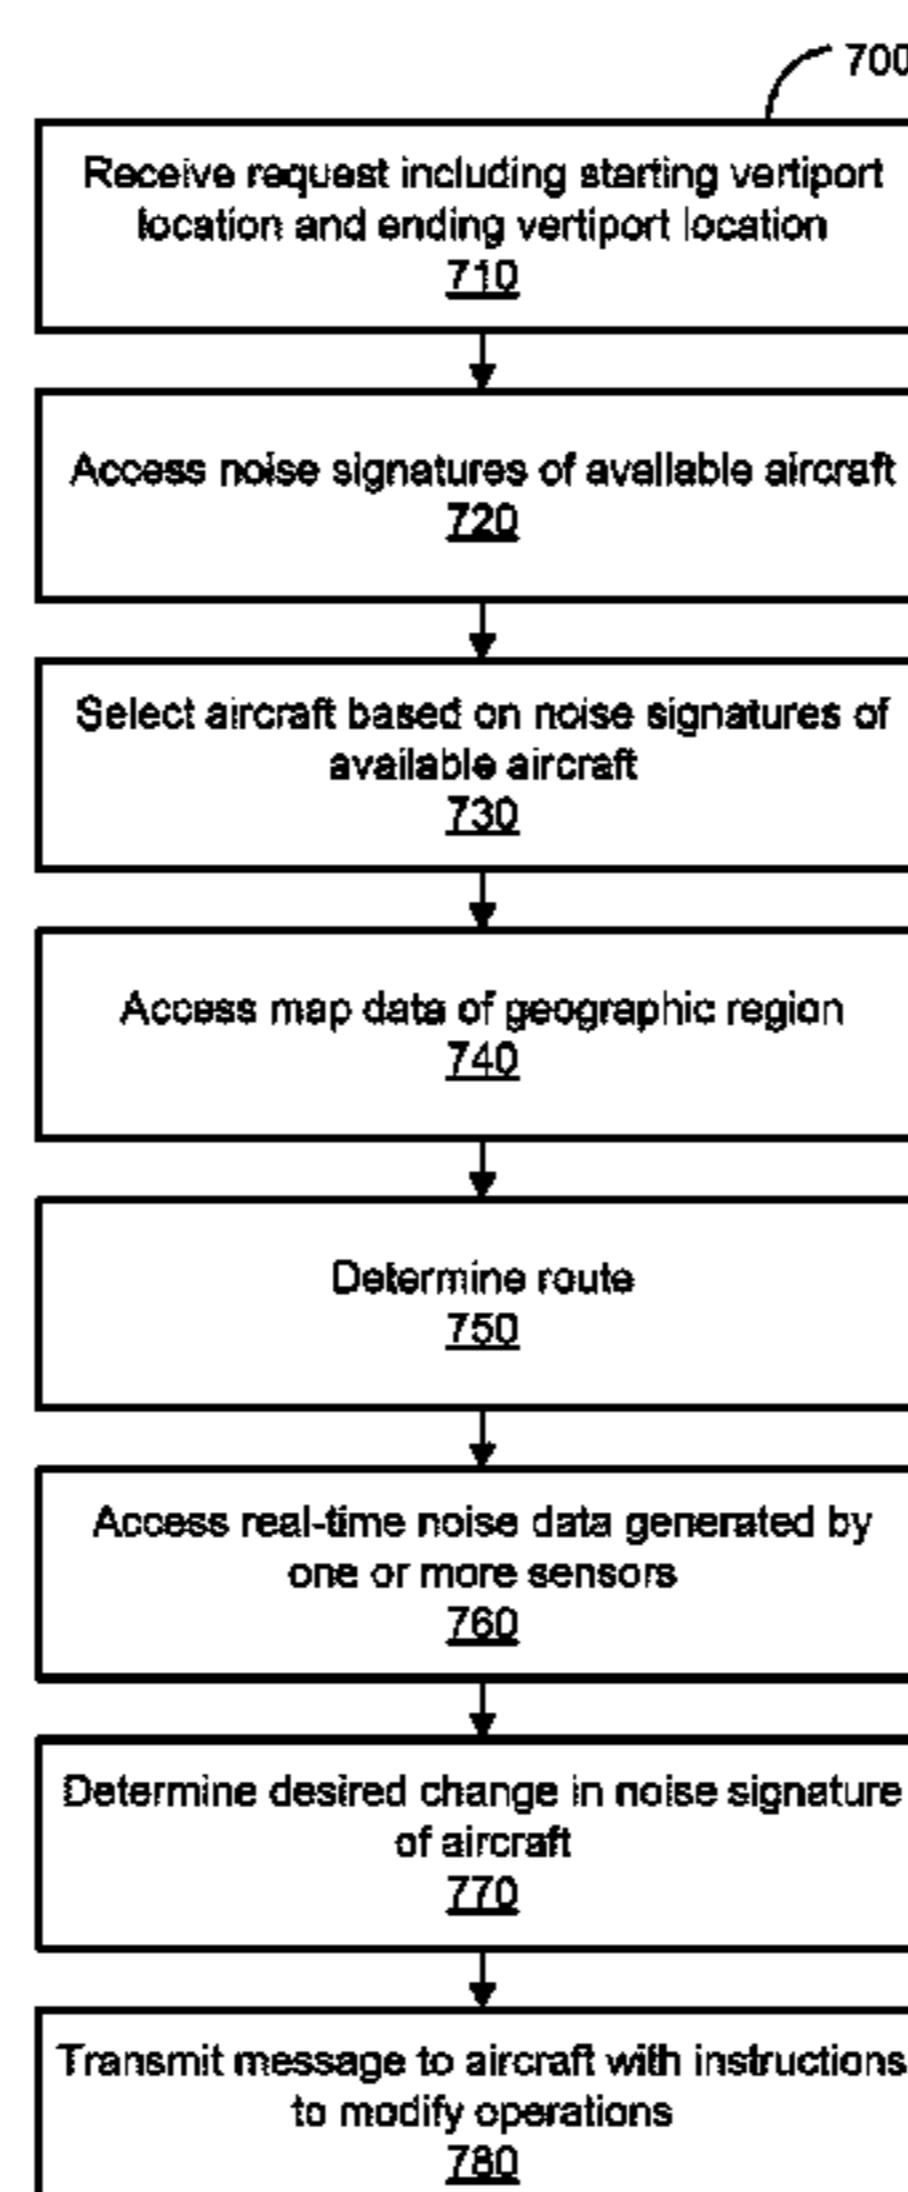 700
Receive request including starting vertiport
location and ending vertiport location
710
Access noise signatures of available aircraft
720
Select aircraft based on noise signatures of
available aircraft
730
Access map data of geographic region
740
Determine route
750
Access real-time noise data generated by
one or more sensors
760
Determine desired change in noise signature
of aircraft
770
Transmit message to aircraft with instructions
to modify operations
780